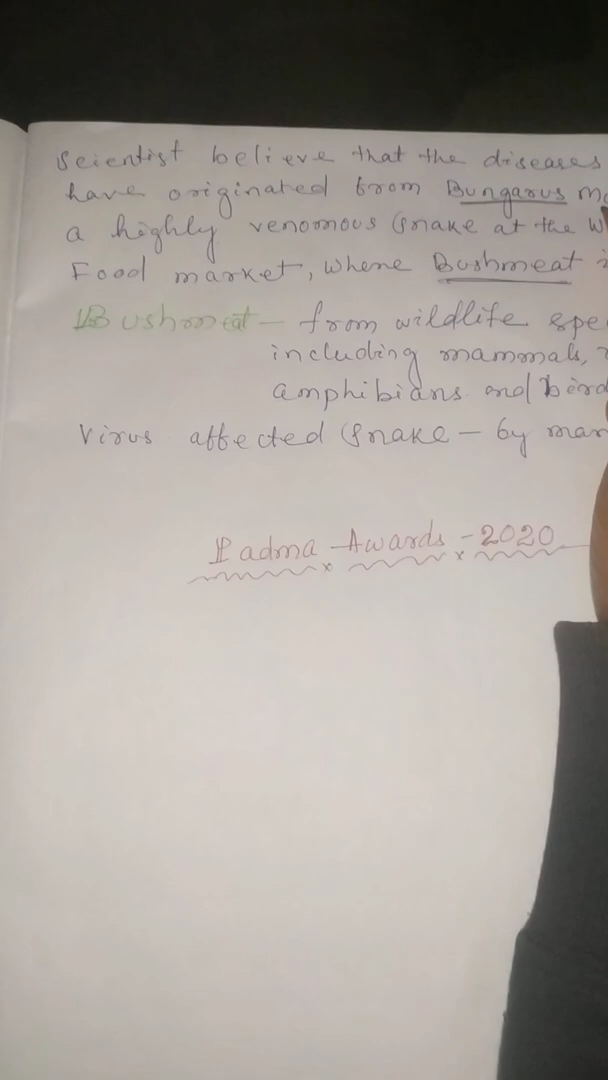 Scientist believe that the diseases
have originated from Bungarus
a highly venomous Snake at the
Food market, where Bushmeat
Bushmeat - from wildlife
including mammals,
amphibians and
Virus affected Snake - by
Padma Awards - 2020